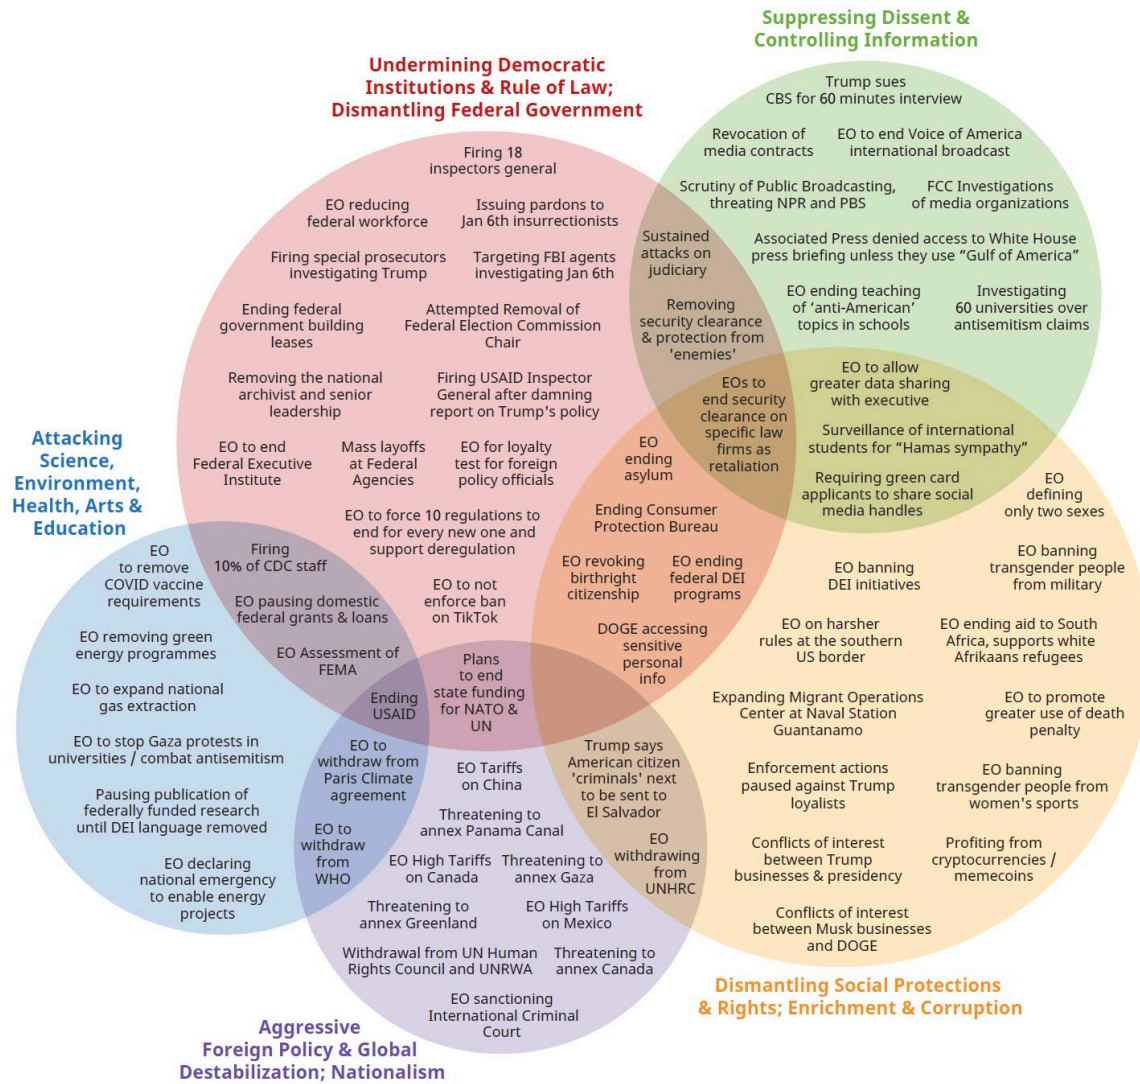 Suppressing Dissent &
Controlling Information
Trump sues
CBS for 60 minutes interview
Revocation of
media contracts
EO to end Voice of America
international broadcast
Scrutiny of Public Broadcasting,
threating NPR and PBS
FCC Investigations
of media organizations
Associated Press denied access to White House
press briefing unless they use “Gulf of America”
EO ending teaching
of ‘anti-American’
topics in schools
Investigating
60 universities over
antisemitism claims
Undermining Democratic
Institutions & Rule of Law;
Dismantling Federal Government
Firing 18
inspectors general
EO reducing
federal workforce
Issuing pardons to
Jan 6th insurrectionists
Firing special prosecutors
investigating Trump
Targeting FBI agents
investigating Jan 6th
Ending federal
government building
leases
Attempted Removal of
Federal Election Commission
Chair
Removing the national
archivist and senior
leadership
Firing USAID Inspector
General after damning
report on Trump's policy
EO to end
Federal Executive
Institute
Mass layoffs
at Federal
Agencies
EO for loyalty
test for foreign
policy officials
EO to force 10 regulations to
end for every new one and
support deregulation
EO to not
enforce ban
on TikTok
Sustained
attacks on
judiciary
Removing
security clearance
& protection from
'enemies'
EOs to
end security
clearance on
specific law
firms as
retaliation
EO to allow
greater data sharing
with executive
Surveillance of international
students for “Hamas sympathy”
Requiring green card
applicants to share social
media handles
EO
ending
asylum
Ending Consumer
Protection Bureau
EO revoking
birthright
citizenship
EO ending
federal DEI
programs
DOGE accessing
sensitive
personal
info
Attacking
Science,
Environment,
Health, Arts &
Education
EO
to remove
COVID vaccine
requirements
Firing
10% of CDC staff
EO pausing domestic
federal grants & loans
EO Assessment of
FEMA
EO removing green
energy programmes
EO to expand national
gas extraction
EO to stop Gaza protests in
universities / combat antisemitism
Pausing publication of
federally funded research
until DEI language removed
EO declaring
national emergency
to enable energy
projects
Ending
USAID
Plans
to end
state funding
for NATO &
UN
EO to
withdraw from
Paris Climate
agreement
EO to
withdraw
from
WHO
EO Tariffs
on China
Threatening to
annex Panama Canal
EO High Tariffs
on Canada
Threatening to
annex Gaza
Threatening to
annex Greenland
EO High Tariffs
on Mexico
Withdrawal from UN Human
Rights Council and UNRWA
Threatening to
annex Canada
EO sanctioning
International Criminal
Court
Trump says
American citizen
'criminals' next
to be sent to
El Salvador
EO
withdrawing
from
UNHRC
EO
defining
only two sexes
EO banning
DEI initiatives
EO banning
transgender people
from military
EO on harsher
rules at the southern
US border
EO ending aid to South
Africa, supports white
Afrikaans refugees
Expanding Migrant Operations
Center at Naval Station
Guantanamo
EO to promote
greater use of death
penalty
Enforcement actions
paused against Trump
loyalists
EO banning
transgender people from
women's sports
Conflicts of interest
between Trump
businesses & presidency
Profiting from
cryptocurrencies /
memecoins
Conflicts of interest
between Musk businesses
and DOGE
Dismantling Social Protections
& Rights; Enrichment & Corruption
Aggressive
Foreign Policy & Global
Destabilization; Nationalism